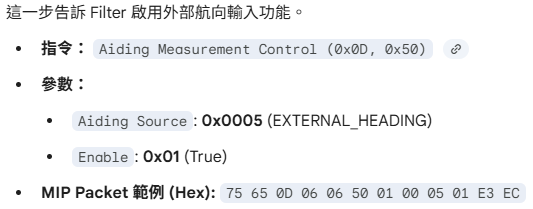 這一步告訴 Filter 啟用外部航向輸入功能。
• 指令： Aiding Measurement Control (0x0D, 0x50)
• 參數：
• Aiding Source : 0x0005 (EXTERNAL_HEADING)
• Enable : 0x01 (True)
• MIP Packet 範例 (Hex): 75 65 0D 06 06 50 01 00 05 01 E3 EC